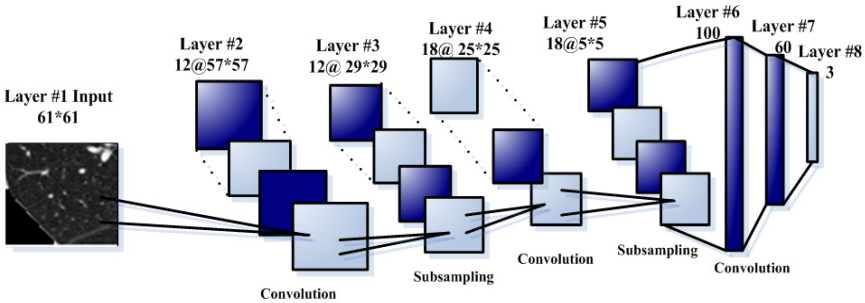 Layer #1 Input
61*61
Layer #2
12@57*57
Layer #3
12@ 29*29
Layer #4
18@ 25*25
Layer #5
18@5*5
Layer #6
100
Layer #7
60
Layer #8
3
Convolution
Subsampling
Convolution
Subsampling
Convolution